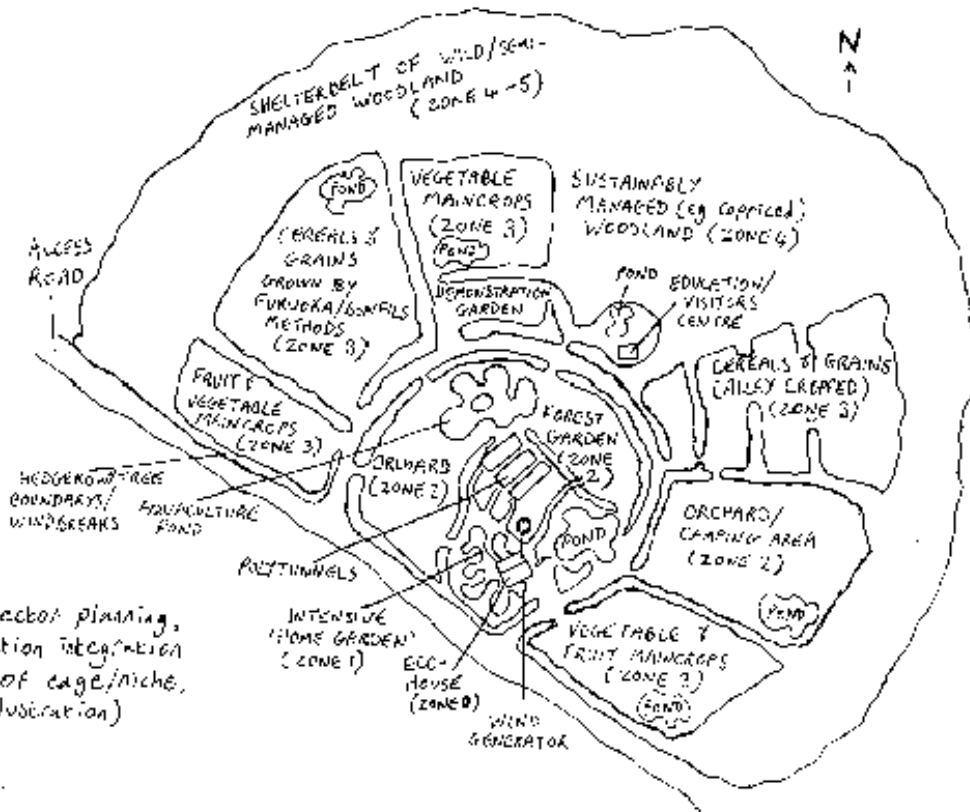 N
SHELTERBELT OF WILD/SEMI-
MANAGED WOODLAND
(ZONE 4-5)
POND
CEREALS &
GRAINS
GROWN BY
FUKUOKA/BONFILS
METHODS
(ZONE 3)
VEGETABLE
MAINCROPS
(ZONE 3)
POND
DEMONSTRATION
GARDEN
SUSTAINABLY
MANAGED (eg coppiced)
WOODLAND (ZONE 4)
POND
EDUCATION/
VISITORS
CENTRE
CEREALS & GRAINS
(ALLEY CROPPED)
(ZONE 3)
ACCESS
ROAD
FRUIT &
VEGETABLE
MAINCROPS
(ZONE 3)
HEDGEROW/TREE
BOUNDARYS/
WINDBREAKS
AQUACULTURE
POND
ORCHARD
(ZONE 2)
FOREST
GARDEN
(ZONE
2)
POND
ORCHARD/
CAMPING AREA
(ZONE 2)
POND
POLYTUNNELS
INTENSIVE
'HOME GARDEN'
(ZONE 1)
ECO-
HOUSE
(ZONE 0)
WIND
GENERATOR
VEGETABLE &
FRUIT MAINCROPS
(ZONE 3)
POND
ector planning,
tion integration
of edge/niche,
lustration)